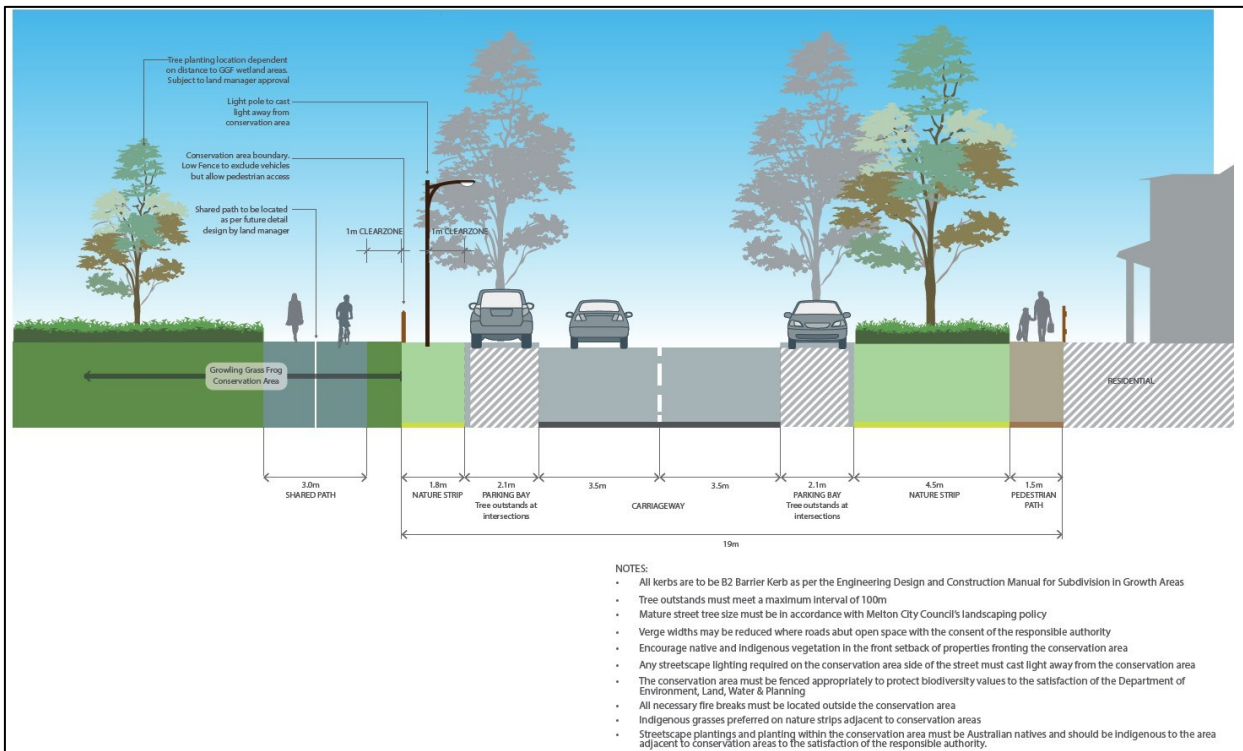 Tree planting location dependent
on distance to GGF wetland areas.
Subject to land manager approval
Light pole to cast
light away from
conservation area
Conservation area boundary.
Low Fence to exclude vehicles
but allow pedestrian access
Shared path to be located
as per future detail
design by land manager
1m CLEARZONE
1m CLEARZONE
Growling Grass Frog
Conservation Area
RESIDENTIAL
3.0m
SHARED PATH
1.8m
NATURE STRIP
2.1m
PARKING BAY
Tree outstands at
intersections
3.5m
3.5m
CARRIAGEWAY
2.1m
PARKING BAY
Tree outstands at
intersections
4.5m
NATURE STRIP
1.5m
PEDESTRIAN
PATH
19m
NOTES:
• All kerbs are to be B2 Barrier Kerb as per the Engineering Design and Construction Manual for Subdivision in Growth Areas
• Tree outstands must meet a maximum interval of 100m
• Mature street tree size must be in accordance with Melton City Council's landscaping policy
• Verge widths may be reduced where roads abut open space with the consent of the responsible authority
• Encourage native and indigenous vegetation in the front setback of properties fronting the conservation area
• Any streetscape lighting required on the conservation area side of the street must cast light away from the conservation area
• The conservation area must be fenced appropriately to protect biodiversity values to the satisfaction of the Department of
Environment, Land, Water & Planning
• All necessary fire breaks must be located outside the conservation area
• Indigenous grasses preferred on nature strips adjacent to conservation areas
• Streetscape plantings and planting within the conservation area must be Australian natives and should be indigenous to the area
adjacent to conservation areas to the satisfaction of the responsible authority.